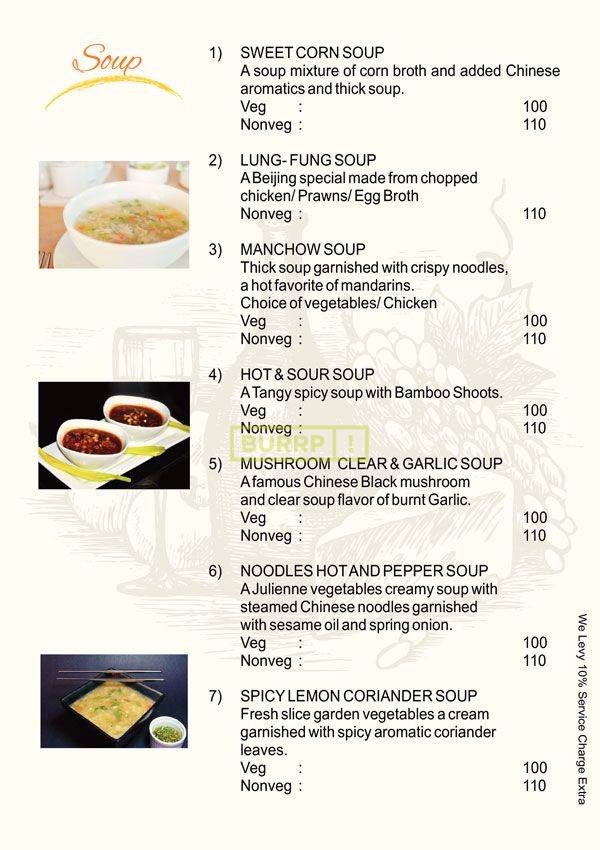 Soup
1) SWEET CORN SOUP
A soup mixture of corn broth and added Chinese
aromatics and thick soup.
Veg : 100
Nonveg : 110
2) LUNG- FUNG SOUP
A Beijing special made from chopped
chicken/ Prawns/ Egg Broth
Nonveg : 110
3) MANCHOW SOUP
Thick soup garnished with crispy noodles,
a hot favorite of mandarins.
Choice of vegetables/ Chicken
Veg : 100
Nonveg : 110
4) HOT & SOUR SOUP
A Tangy spicy soup with Bamboo Shoots.
Veg : 100
Nonveg : 110
BURRP !
5) MUSHROOM CLEAR & GARLIC SOUP
A famous Chinese Black mushroom
and clear soup flavor of burnt Garlic.
Veg : 100
Nonveg : 110
6) NOODLES HOT AND PEPPER SOUP
A Julienne vegetables creamy soup with
steamed Chinese noodles garnished
with sesame oil and spring onion.
Veg : 100
Nonveg : 110
7) SPICY LEMON CORIANDER SOUP
Fresh slice garden vegetables a cream
garnished with spicy aromatic coriander
leaves.
Veg : 100
Nonveg : 110
We Levy 10% Service Charge Extra